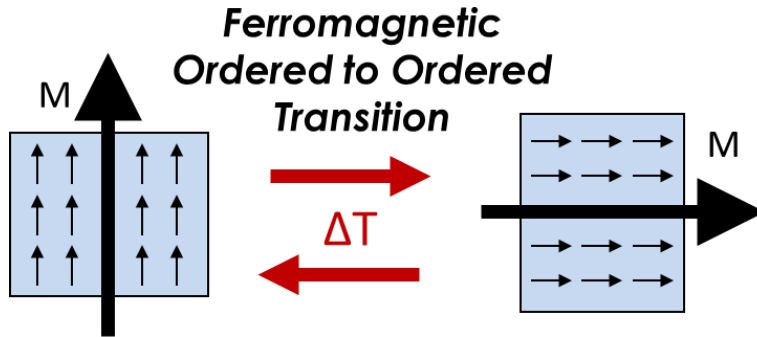 Ferromagnetic
Ordered to Ordered
Transition
M
ΔT
M